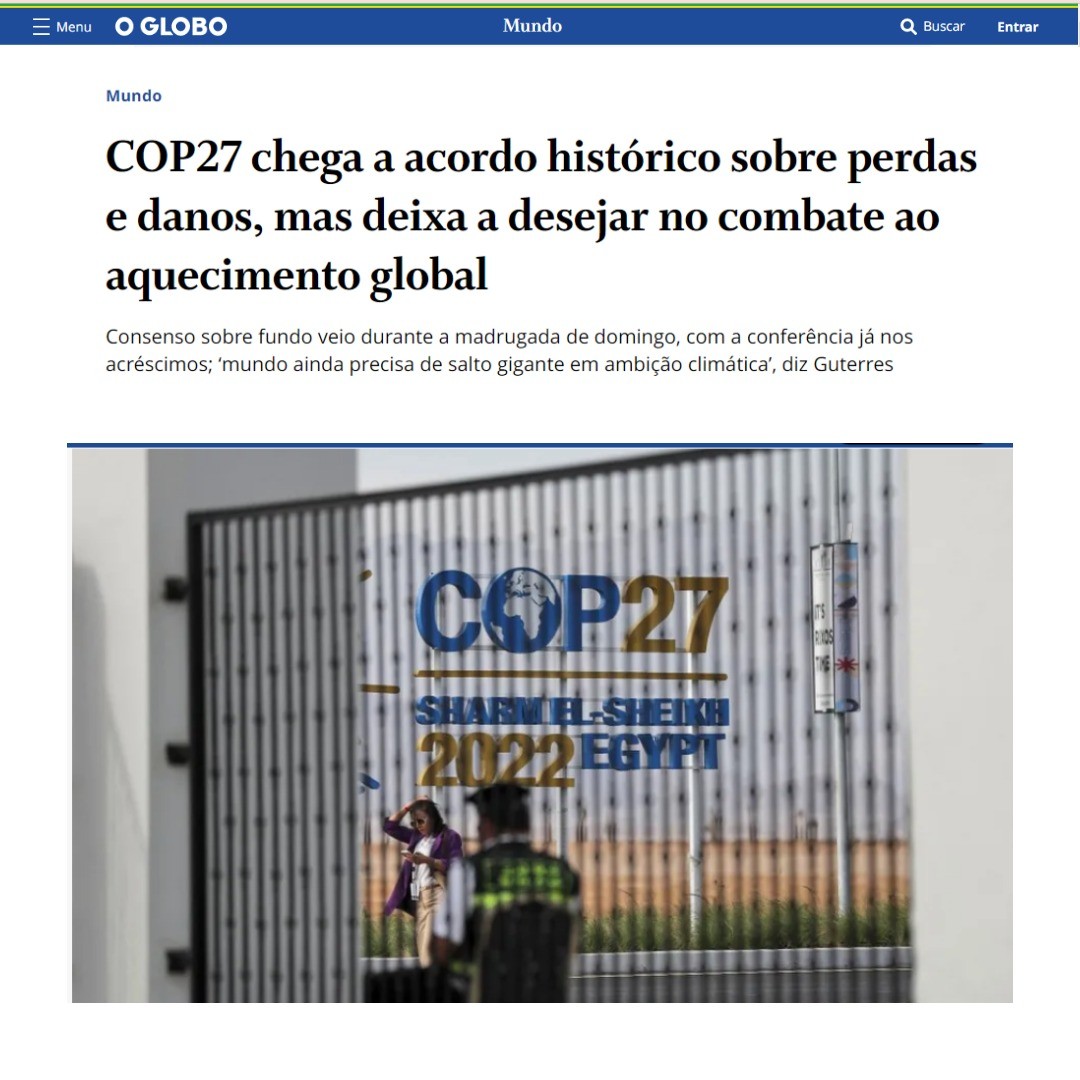 Menu
O GLOBO
Mundo
Buscar
Entrar
Mundo
COP27 chega a acordo histórico sobre perdas
e danos, mas deixa a desejar no combate ao
aquecimento global
Consenso sobre fundo veio durante a madrugada de domingo, com a conferência já nos
acréscimos; ‘mundo ainda precisa de salto gigante em ambição climática’, diz Guterres
COP27
SHARM EL-SHEIKH
2022 EGYPT
IT'S
RIXOS
TIME